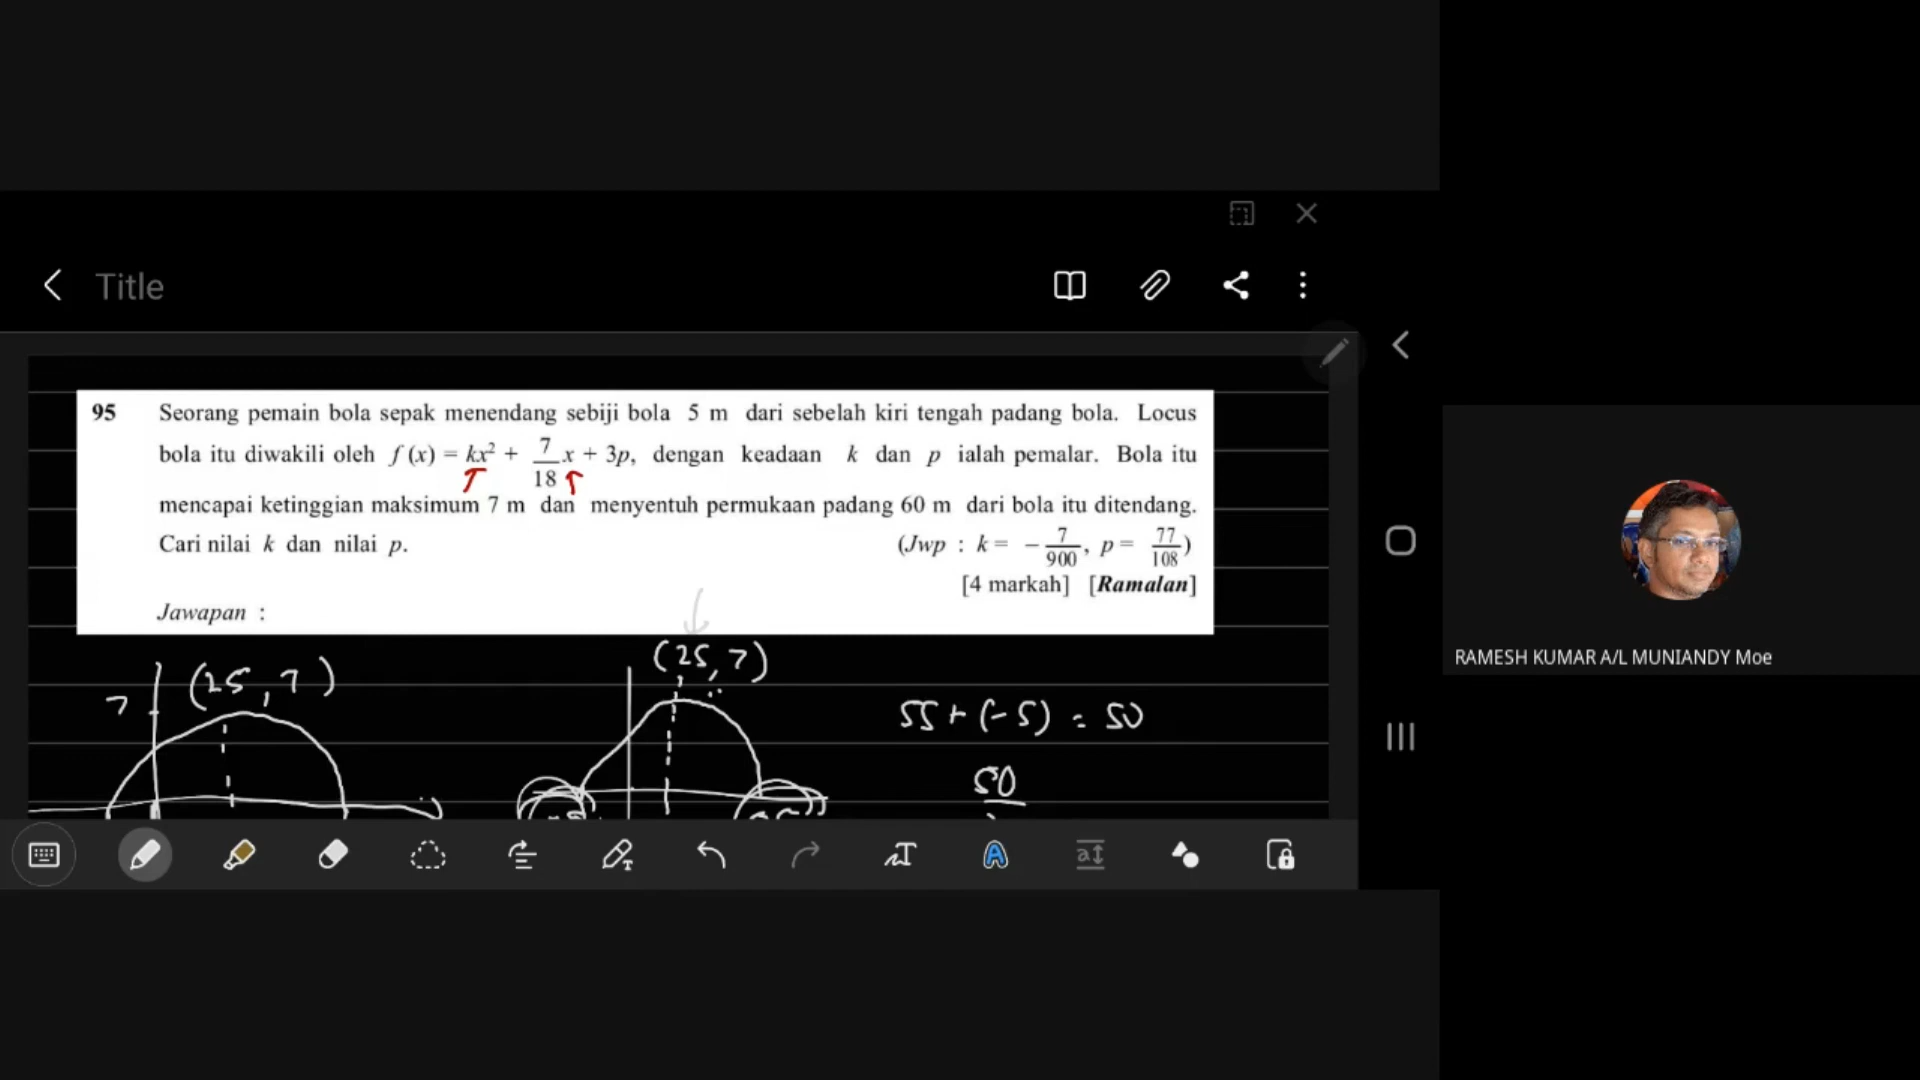 Title
95 Seorang pemain bola sepak menendang sebiji bola 5 m dari sebelah kiri tengah padang bola. Locus
bola itu diwakili oleh f (x) = kx² + 7/18 x + 3p, dengan keadaan k dan p ialah pemalar. Bola itu
mencapai ketinggian maksimum 7 m dan menyentuh permukaan padang 60 m dari bola itu ditendang.
Cari nilai k dan nilai p. (Jwp : k = - 7/900, p = 77/108)
[4 markah] [Ramalan]
Jawapan :
7 (25, 7)
(25, 7)
55 + (-5) = 50
50
RAMESH KUMAR A/L MUNIANDY Moe